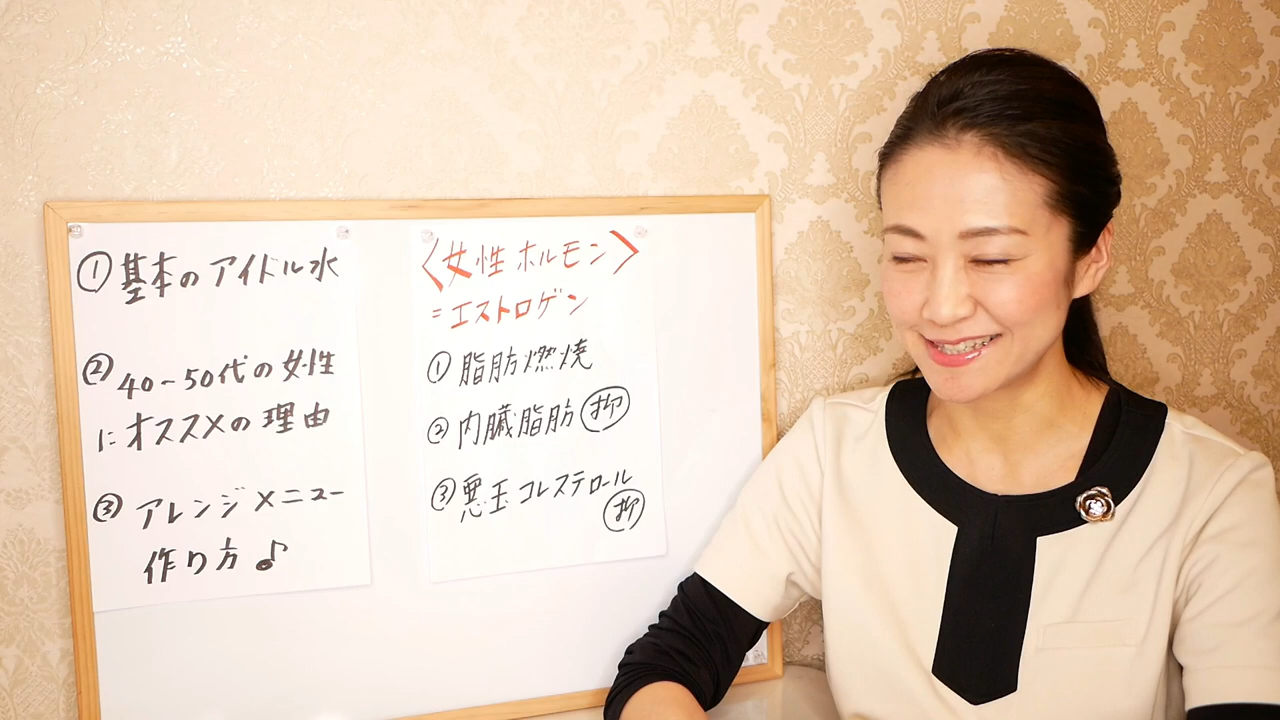 ① 基本のアイドル水
② 40~50代の女性
にオススメの理由
③ アレンジメニュー
作り方♪
〈女性ホルモン〉
=エストロゲン
① 脂肪燃焼
② 内臓脂肪 抑
③ 悪玉コレステロール
抑